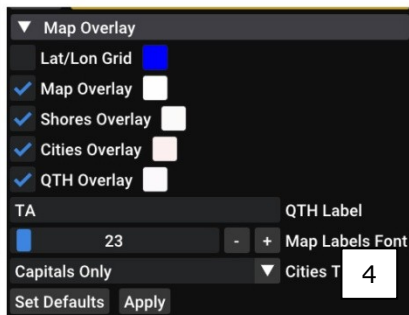 Map Overlay
Lat/Lon Grid
Map Overlay
Shores Overlay
Cities Overlay
QTH Overlay
TA QTH Label
23 - + Map Labels Font
Capitals Only Cities T 4
Set Defaults Apply